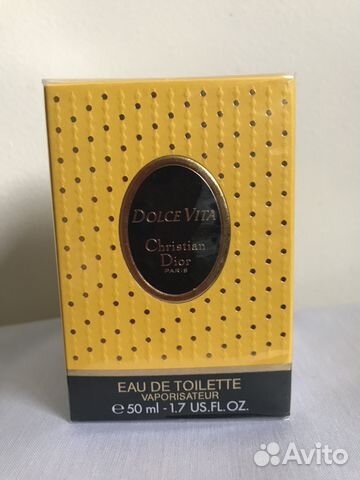 DOLCE VITA
Christian
Dior
PARIS
EAU DE TOILETTE
VAPORISATEUR
℮ 50 ml - 1.7 US.FL.OZ.
Avito